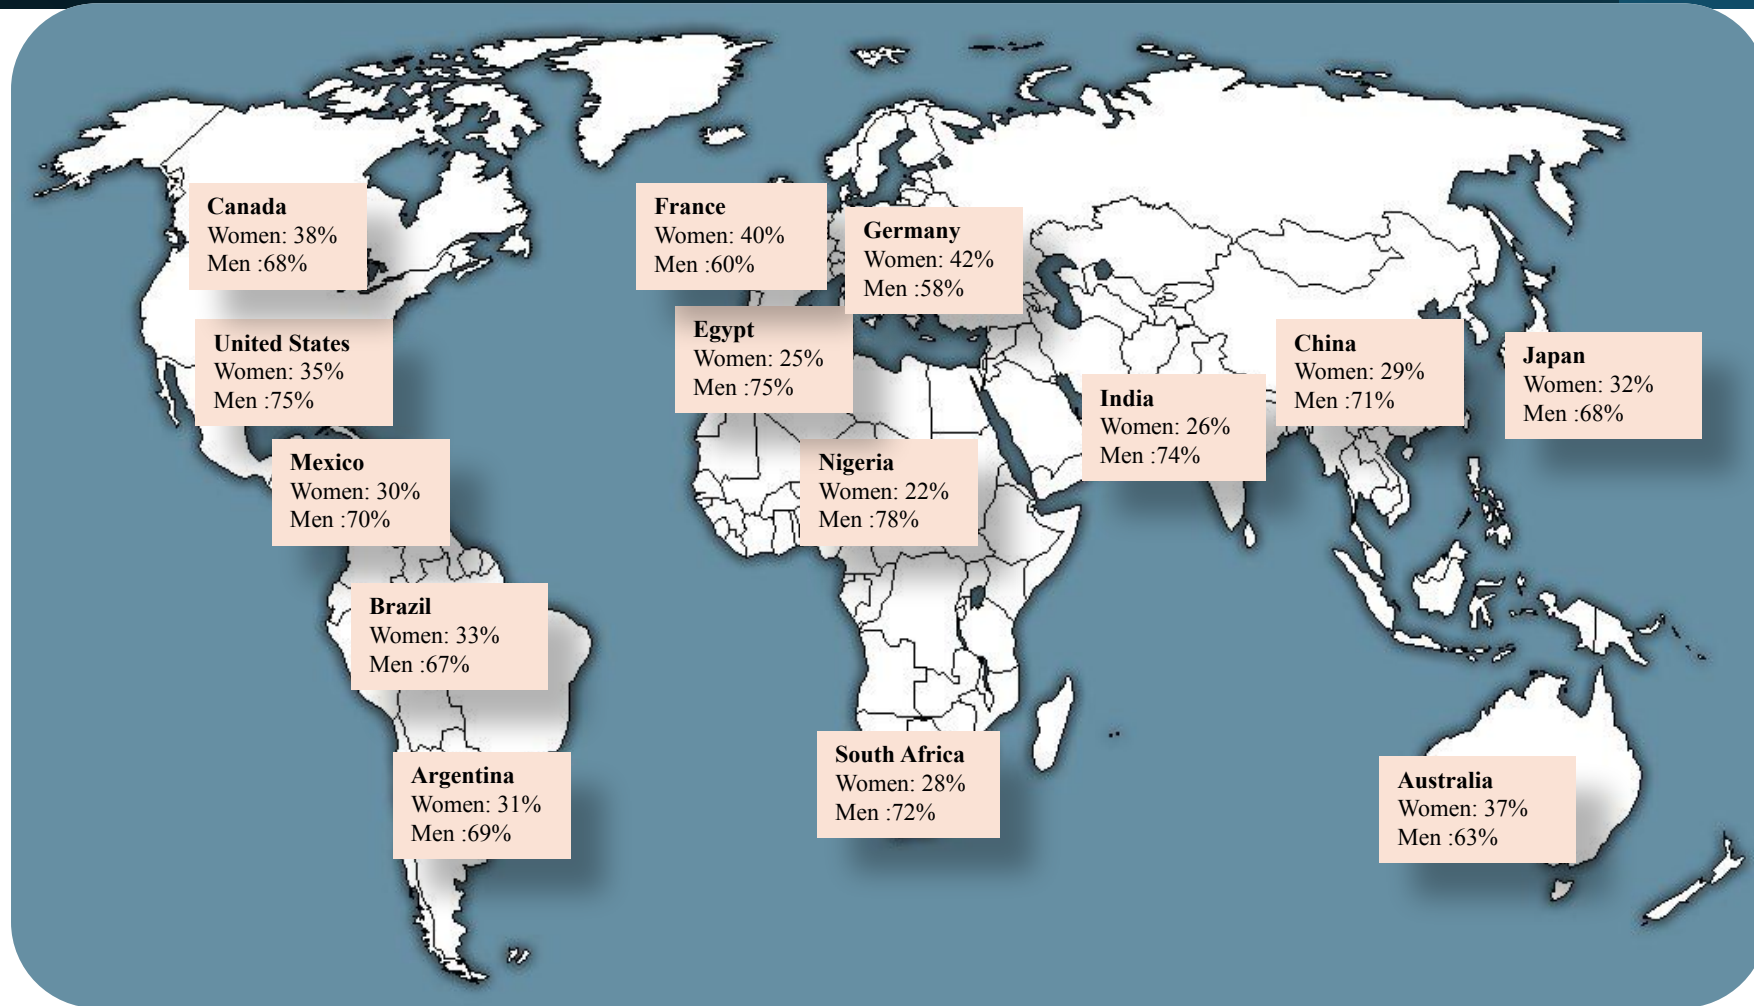 Canada
Women: 38%
Men :68%
France
Women: 40%
Men :60%
Germany
Women: 42%
Men :58%
United States
Women: 35%
Men :75%
Egypt
Women: 25%
Men :75%
China
Women: 29%
Men :71%
Japan
Women: 32%
Men :68%
India
Women: 26%
Men :74%
Mexico
Women: 30%
Men :70%
Nigeria
Women: 22%
Men :78%
Brazil
Women: 33%
Men :67%
South Africa
Women: 28%
Men :72%
Argentina
Women: 31%
Men :69%
Australia
Women: 37%
Men :63%